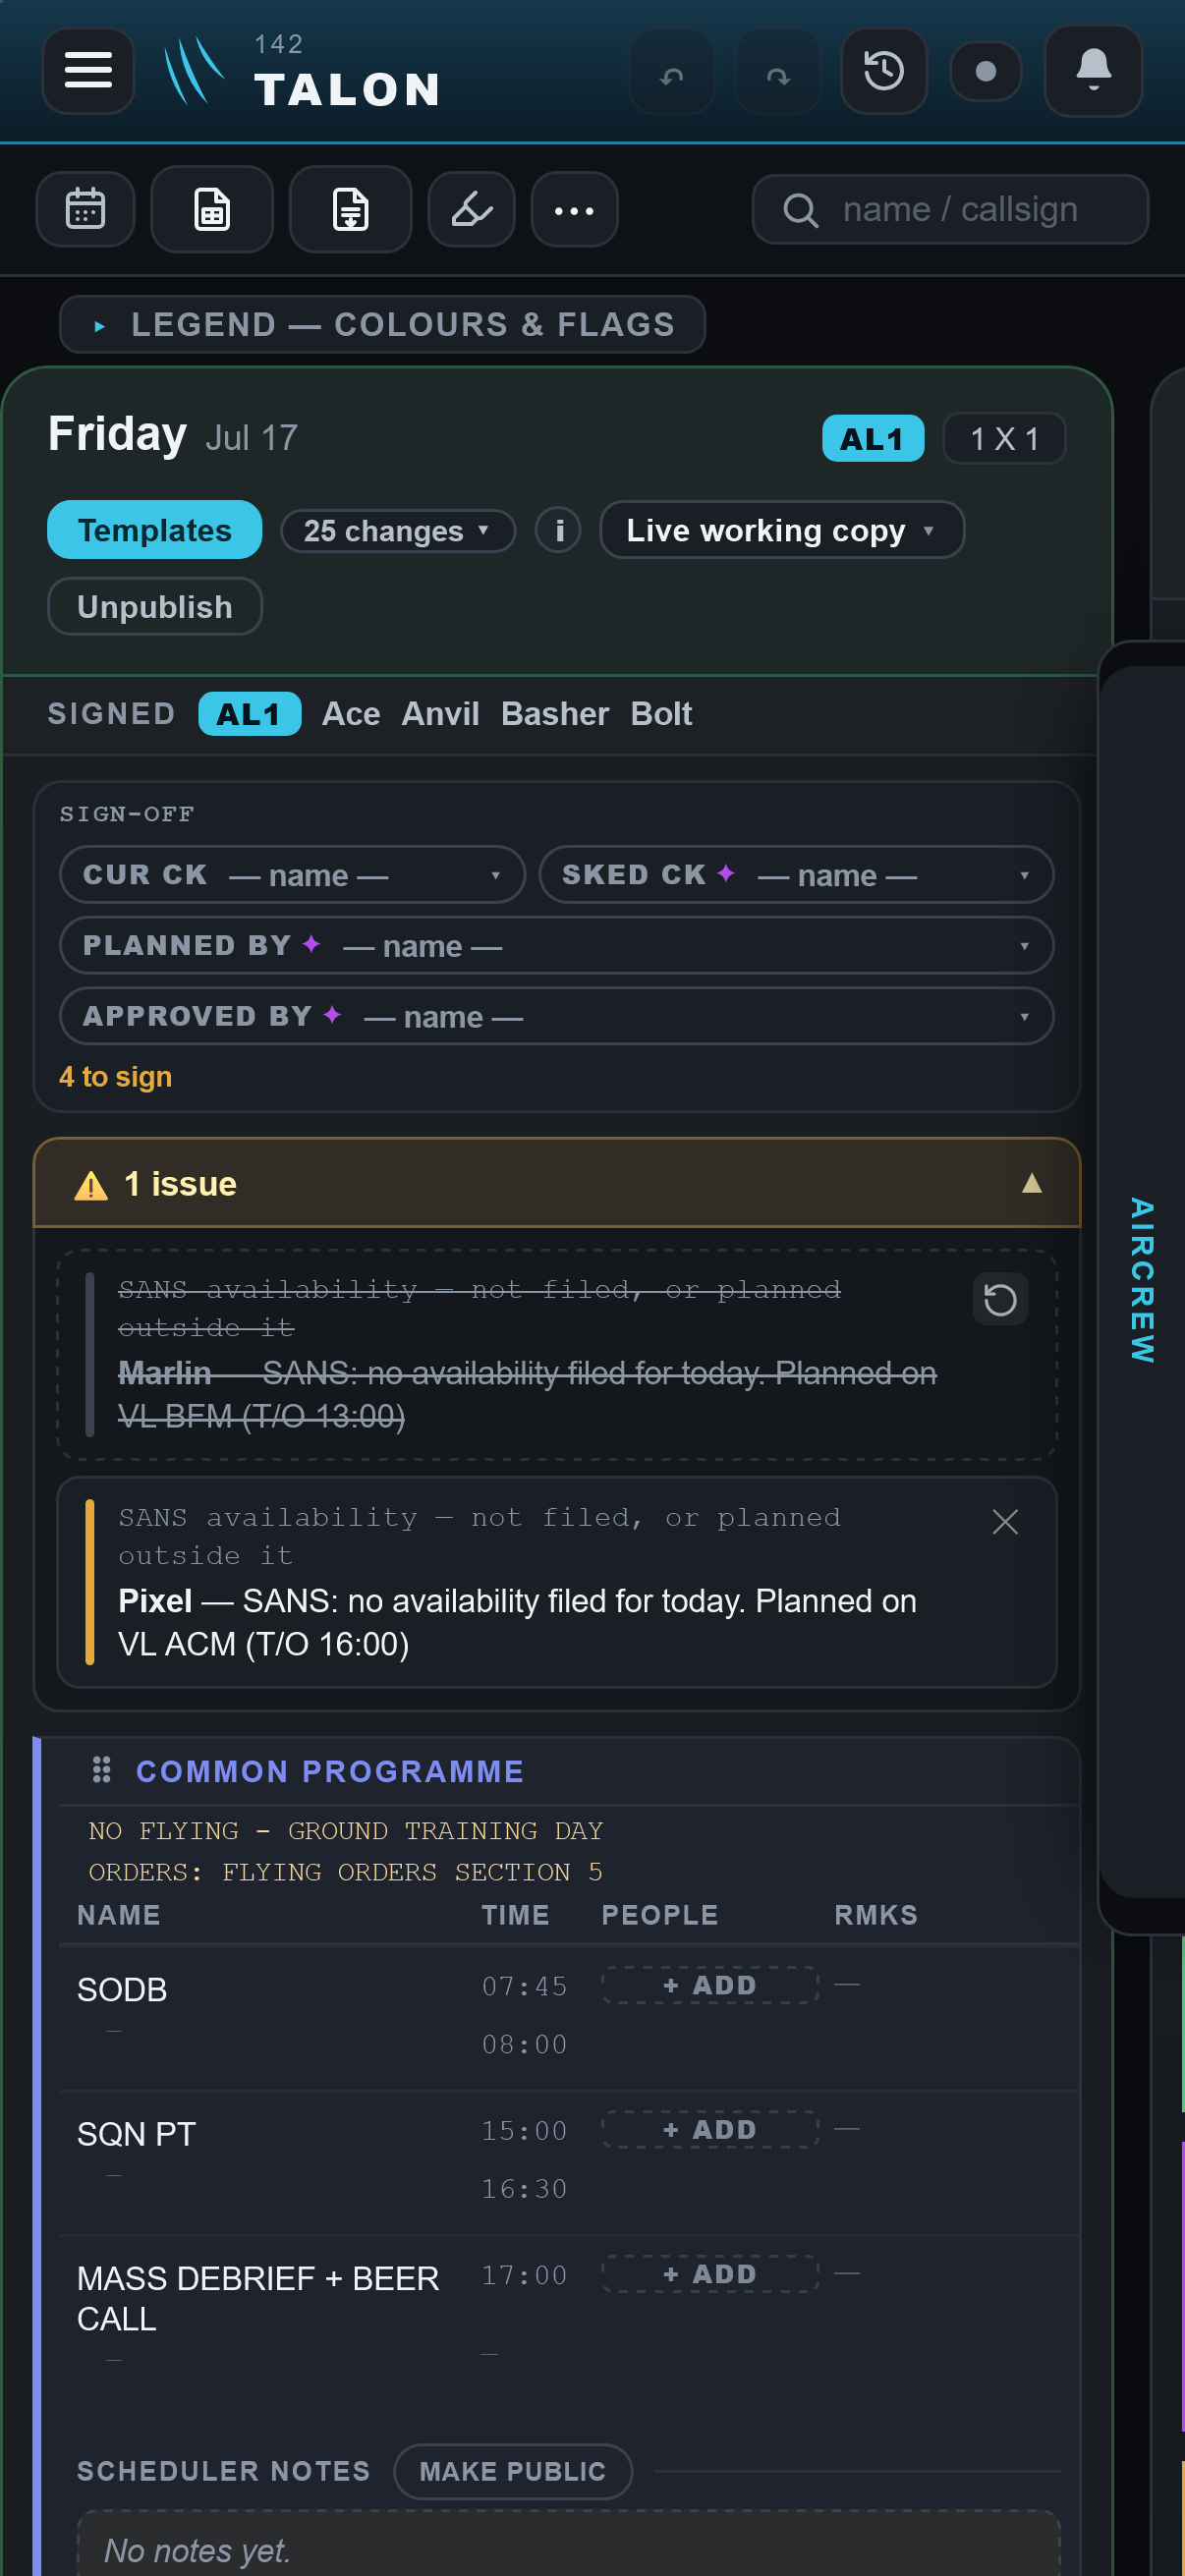 142
TALON
name / callsign
▸ LEGEND — COLOURS & FLAGS
Friday Jul 17 AL1 1 X 1
Templates 25 changes ▾ i Live working copy ▾
Unpublish
SIGNED AL1 Ace Anvil Basher Bolt
SIGN-OFF
CUR CK — name — ▾ SKED CK ✦ — name — ▾
PLANNED BY ✦ — name — ▾
APPROVED BY ✦ — name — ▾
4 to sign
⚠️ 1 issue ▲
SANS availability — not filed, or planned
outside it
Marlin — SANS: no availability filed for today. Planned on
VL BFM (T/O 13:00)
SANS availability — not filed, or planned
outside it
Pixel — SANS: no availability filed for today. Planned on
VL ACM (T/O 16:00)
AIRCREW
COMMON PROGRAMME
NO FLYING - GROUND TRAINING DAY
ORDERS: FLYING ORDERS SECTION 5
NAME TIME PEOPLE RMKS
SODB 07:45 + ADD —
— 08:00
SQN PT 15:00 + ADD —
— 16:30
MASS DEBRIEF + BEER 17:00 + ADD —
CALL
— —
SCHEDULER NOTES MAKE PUBLIC
No notes yet.